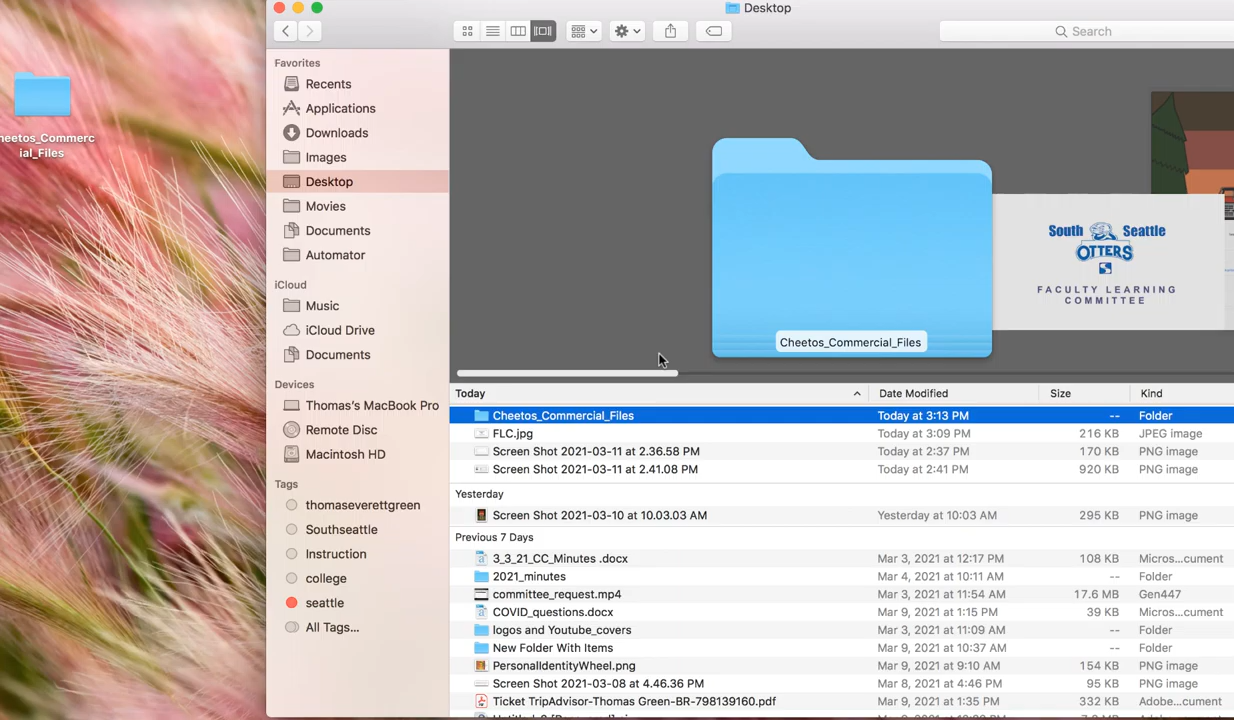 Desktop
Search
heetos_Commerc
ial_Files
Favorites
Recents
Applications
Downloads
Images
Desktop
Movies
Documents
Automator
iCloud
Music
iCloud Drive
Documents
Devices
Thomas's MacBook Pro
Remote Disc
Macintosh HD
Tags
thomaseverettgreen
Southseattle
Instruction
college
seattle
All Tags...
Cheetos_Commercial_Files
South Seattle
OTTERS
FACULTY LEARNING
COMMITTEE
Today Date Modified Size Kind
Cheetos_Commercial_Files Today at 3:13 PM -- Folder
FLC.jpg Today at 3:09 PM 216 KB JPEG image
Screen Shot 2021-03-11 at 2.36.58 PM Today at 2:37 PM 170 KB PNG image
Screen Shot 2021-03-11 at 2.41.08 PM Today at 2:41 PM 920 KB PNG image
Yesterday
Screen Shot 2021-03-10 at 10.03.03 AM Yesterday at 10:03 AM 295 KB PNG image
Previous 7 Days
3_3_21_CC_Minutes .docx Mar 3, 2021 at 12:17 PM 108 KB Micros...cument
2021_minutes Mar 4, 2021 at 10:11 AM -- Folder
committee_request.mp4 Mar 3, 2021 at 11:54 AM 17.6 MB Gen447
COVID_questions.docx Mar 9, 2021 at 1:15 PM 39 KB Micros...cument
logos and Youtube_covers Mar 3, 2021 at 11:09 AM -- Folder
New Folder With Items Mar 9, 2021 at 10:37 AM -- Folder
PersonalIdentityWheel.png Mar 9, 2021 at 9:10 AM 154 KB PNG image
Screen Shot 2021-03-08 at 4.46.36 PM Mar 8, 2021 at 4:46 PM 95 KB PNG image
Ticket TripAdvisor-Thomas Green-BR-798139160.pdf Mar 9, 2021 at 1:35 PM 332 KB Adobe...cument